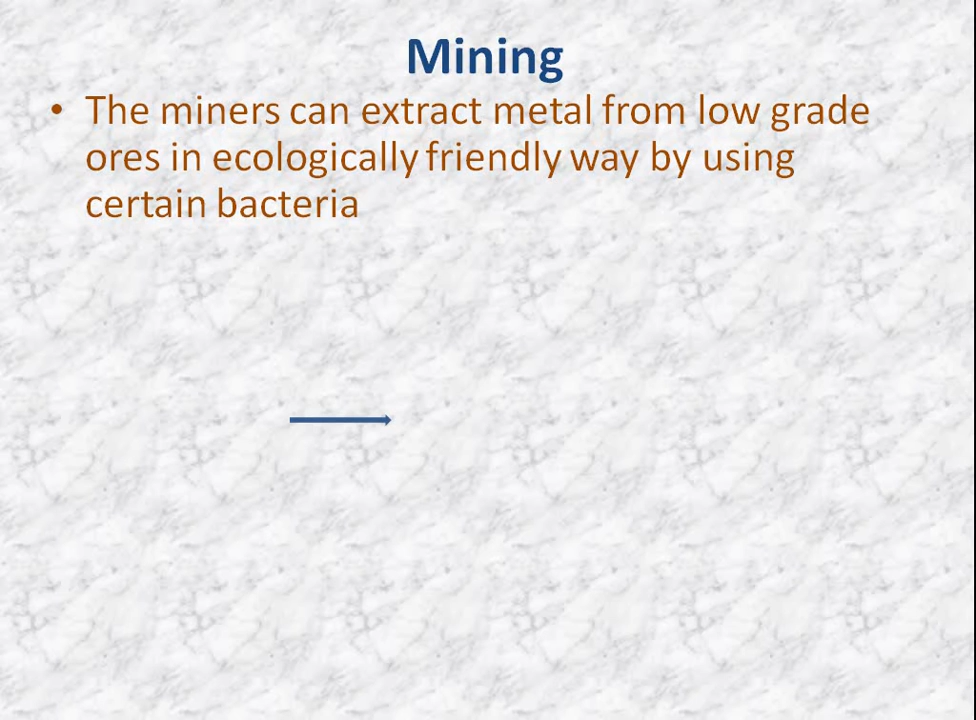 Mining
• The miners can extract metal from low grade
ores in ecologically friendly way by using
certain bacteria